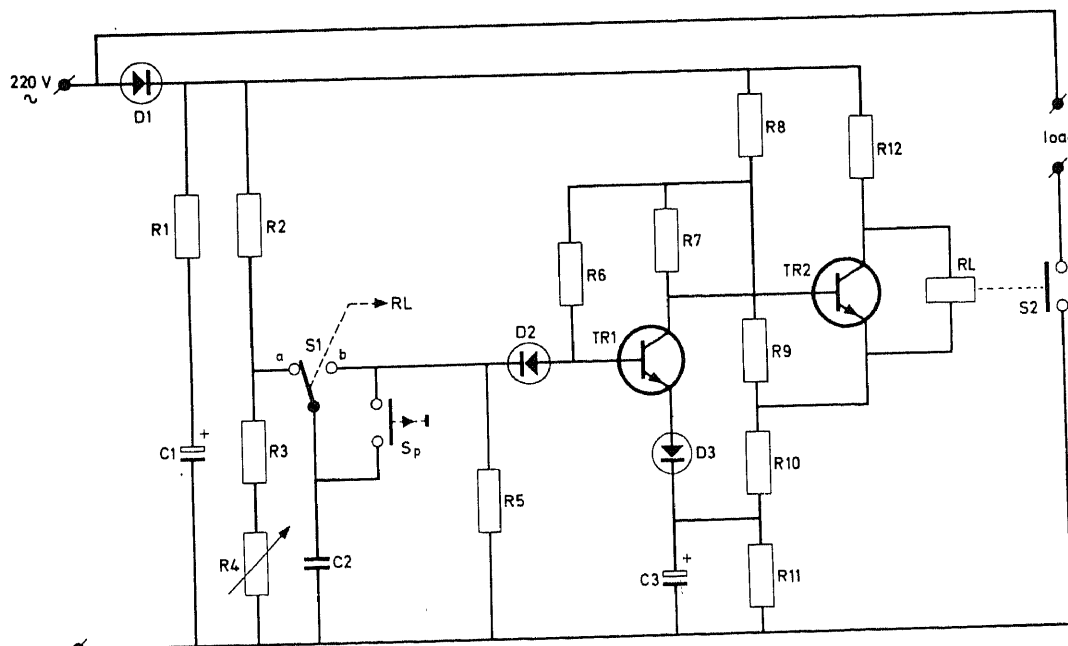 220 V
~
D1
R1
R2
R8
R12
loa
R6
R7
TR2
RL
RL
S2
a
S1
b
D2
TR1
R9
C1
+
R3
Sp
R5
D3
R10
R4
C2
C3
+
R11